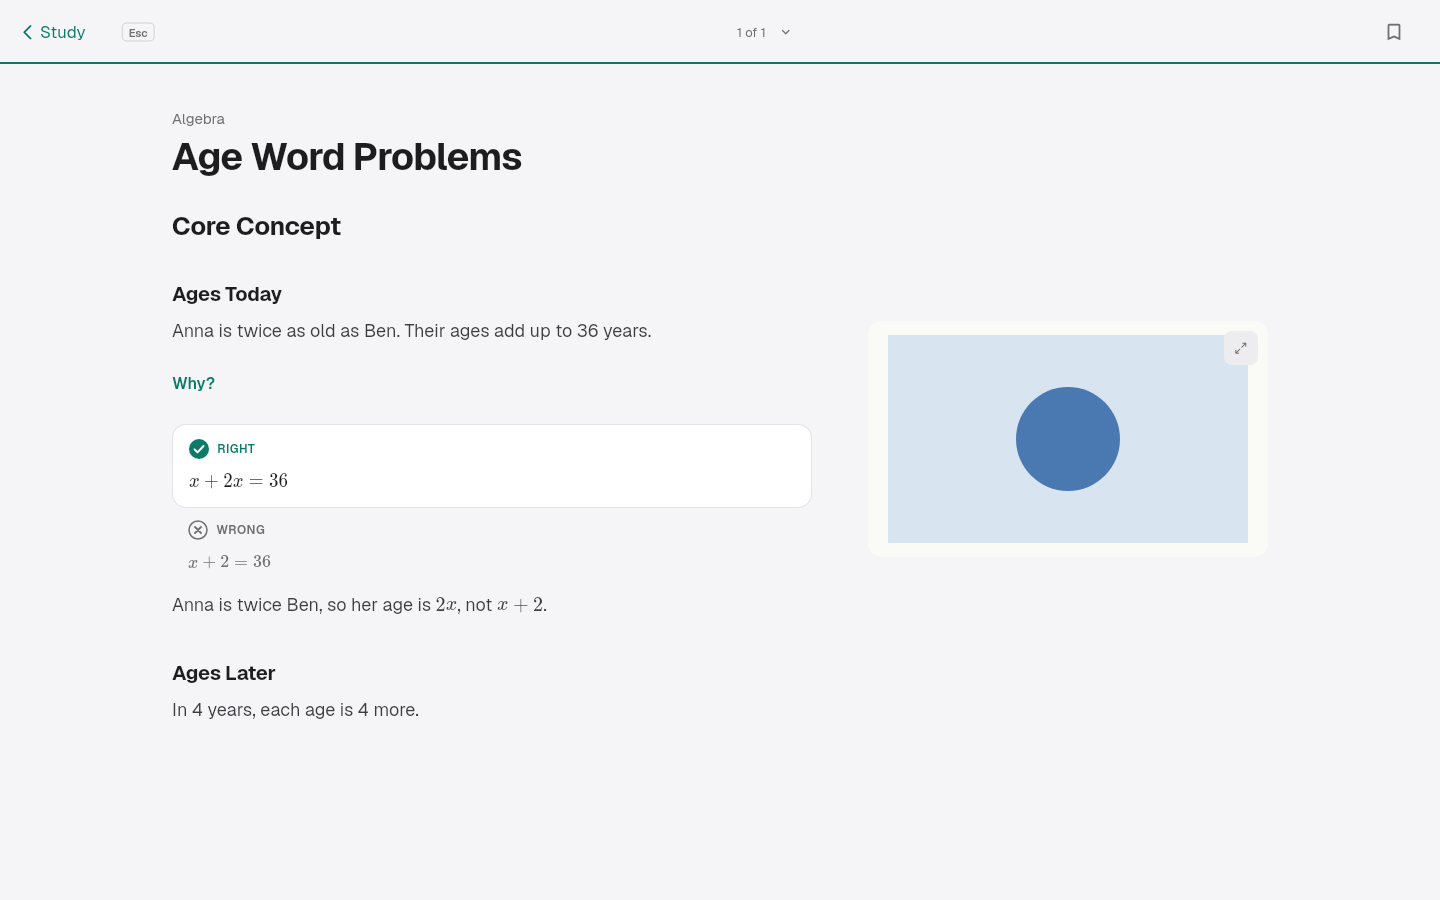 Study
Esc
1 of 1
Algebra
Age Word Problems
Core Concept
Ages Today
Anna is twice as old as Ben. Their ages add up to 36 years.
Why?
RIGHT
x + 2x = 36
WRONG
x + 2 = 36
Anna is twice Ben, so her age is 2x, not x + 2.
Ages Later
In 4 years, each age is 4 more.